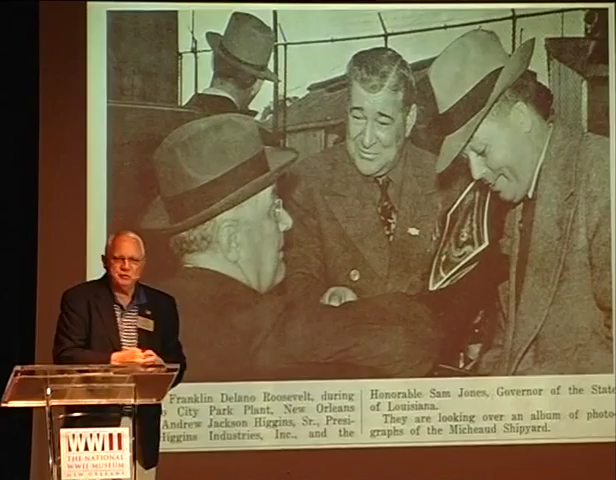 Franklin Delano Roosevelt, during
City Park Plant, New Orleans
Andrew Jackson Higgins, Sr., Presi-
Higgins Industries, Inc., and the
Honorable Sam Jones, Governor of the State
of Louisiana.
They are looking over an album of photo-
graphs of the Micheaud Shipyard.
WWII
THE NATIONAL
WWII MUSEUM
NEW ORLEANS